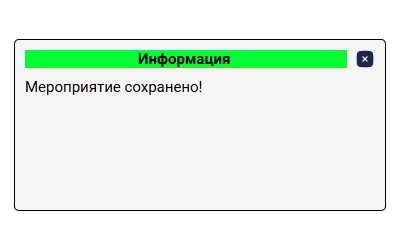 Информация
Мероприятие сохранено!